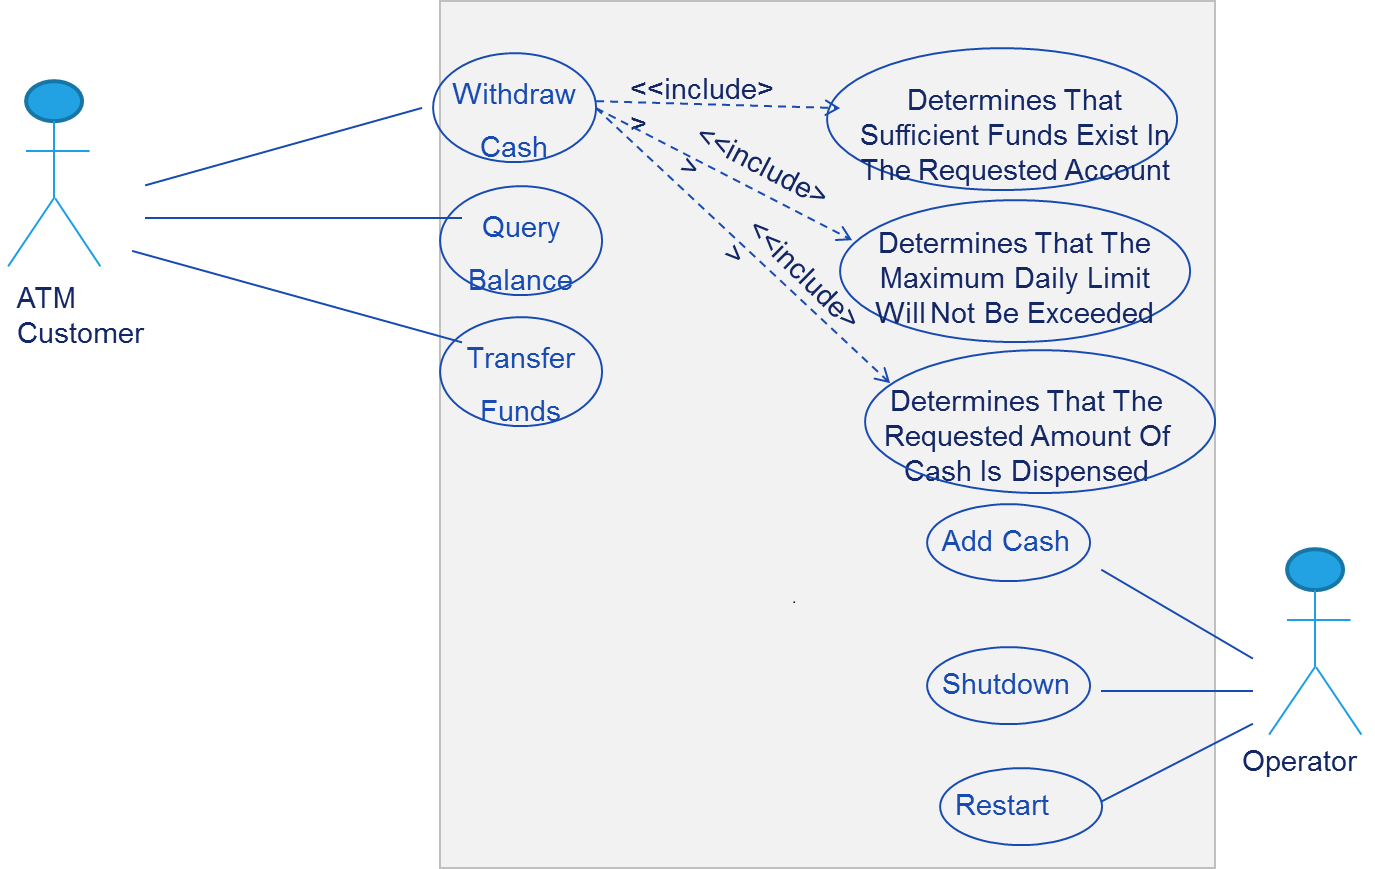 Withdraw
Cash
<<include>
>
Determines That
Sufficient Funds Exist In
The Requested Account
<<include>
>
Query
Balance
Determines That The
Maximum Daily Limit
Will Not Be Exceeded
<<include>
>
ATM
Customer
Transfer
Funds
Determines That The
Requested Amount Of
Cash Is Dispensed
Add Cash
.
Shutdown
Operator
Restart